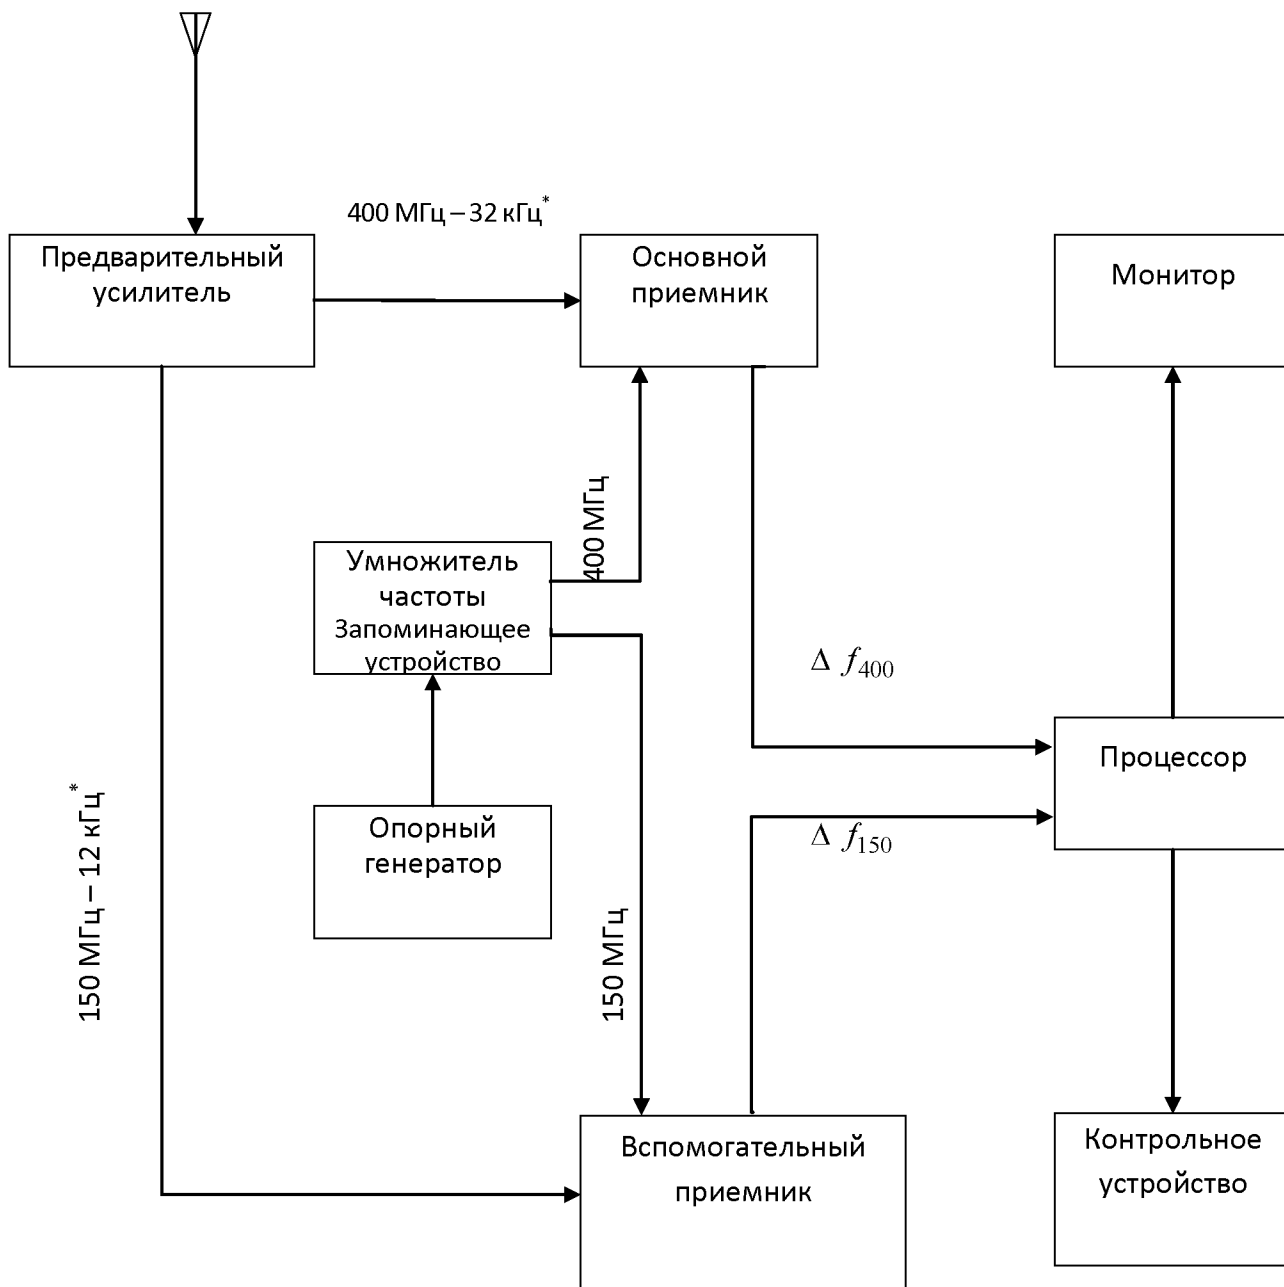 400 МГц – 32 кГц*
Предварительный
усилитель
Основной
приемник
Монитор
400 МГц
Умножитель
частоты
Запоминающее
устройство
Δ f400
Процессор
150 МГц – 12 кГц*
Опорный
генератор
Δ f150
150 МГц
Вспомогательный
приемник
Контрольное
устройство